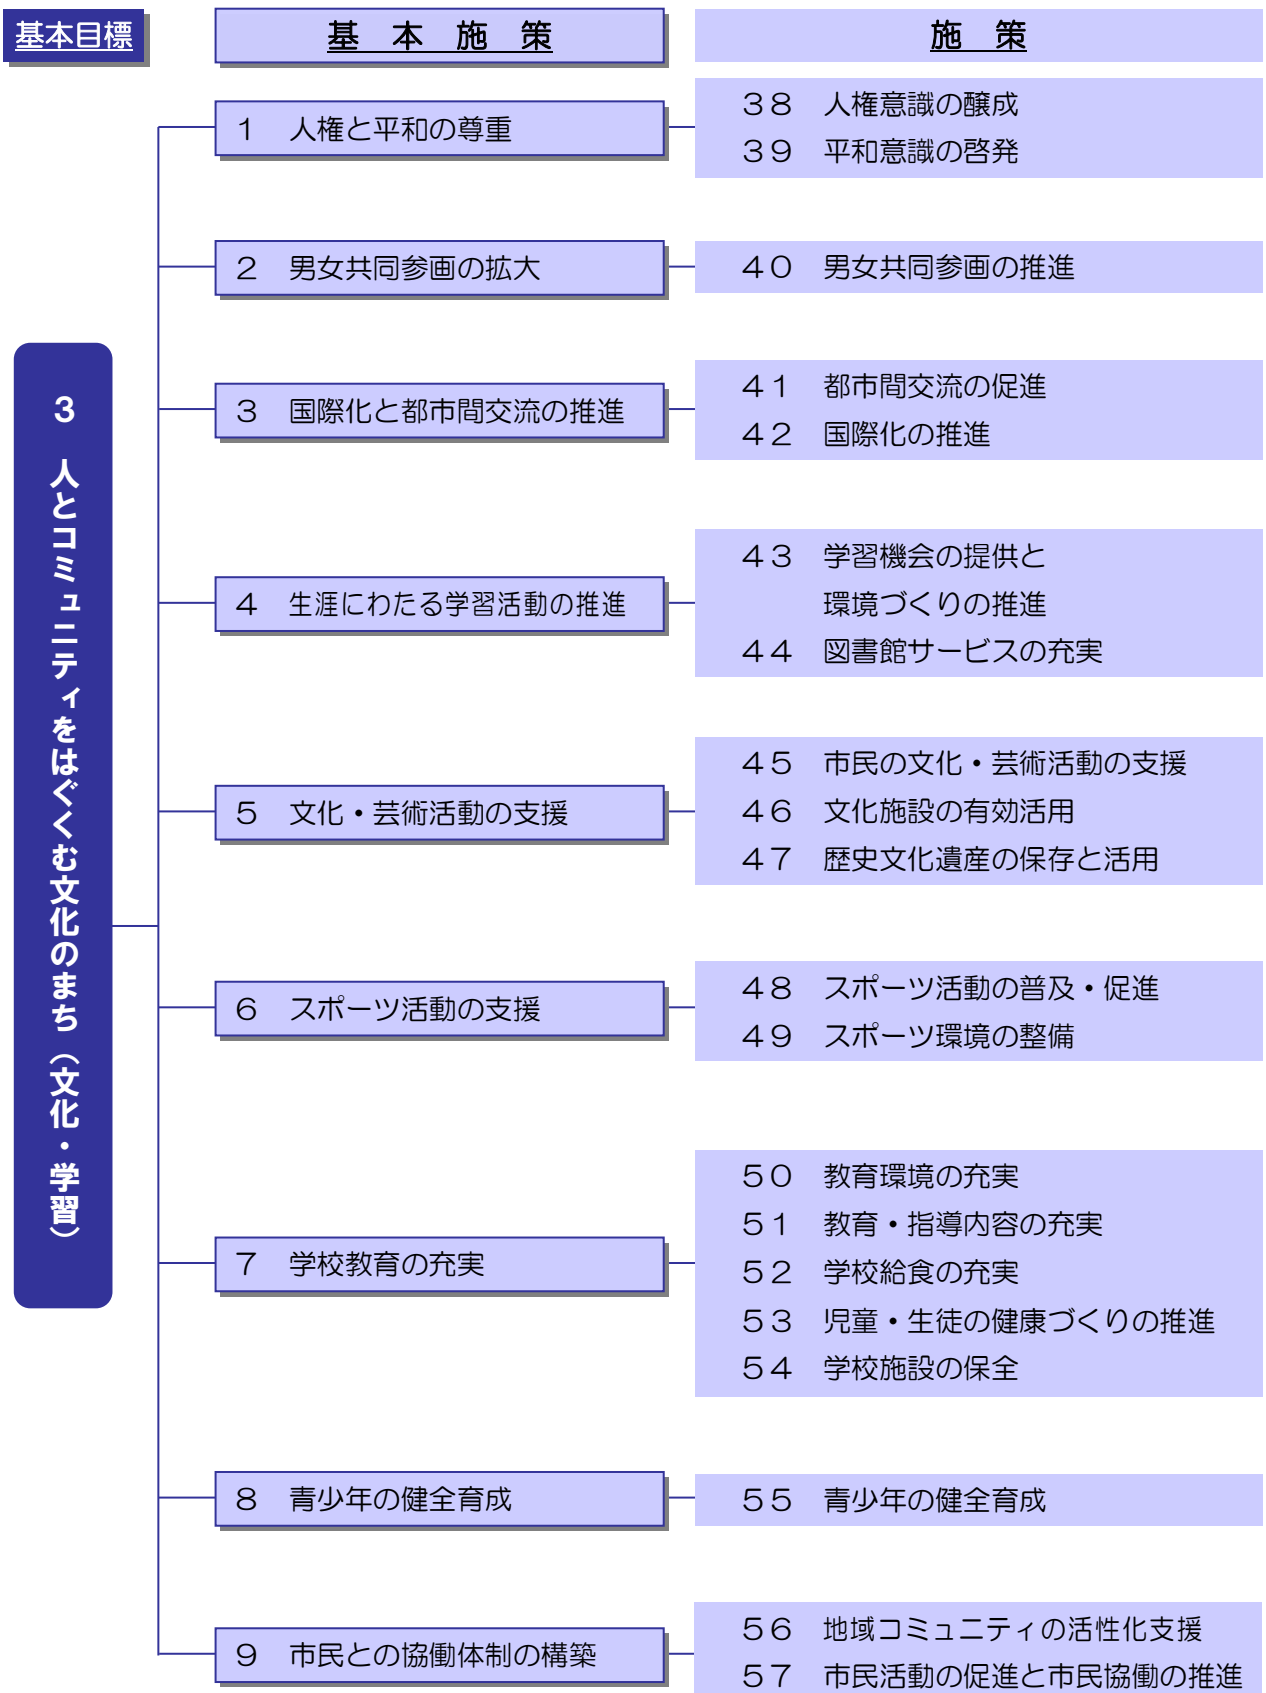 基本目標
基　本　施　策
施　策
３　人とコミュニティをはぐくむ文化のまち（文化・学習）
１　人権と平和の尊重
３８　人権意識の醸成
３９　平和意識の啓発
２　男女共同参画の拡大
４０　男女共同参画の推進
３　国際化と都市間交流の推進
４１　都市間交流の促進
４２　国際化の推進
４　生涯にわたる学習活動の推進
４３　学習機会の提供と
環境づくりの推進
４４　図書館サービスの充実
５　文化・芸術活動の支援
４５　市民の文化・芸術活動の支援
４６　文化施設の有効活用
４７　歴史文化遺産の保存と活用
６　スポーツ活動の支援
４８　スポーツ活動の普及・促進
４９　スポーツ環境の整備
７　学校教育の充実
５０　教育環境の充実
５１　教育・指導内容の充実
５２　学校給食の充実
５３　児童・生徒の健康づくりの推進
５４　学校施設の保全
８　青少年の健全育成
５５　青少年の健全育成
９　市民との協働体制の構築
５６　地域コミュニティの活性化支援
５７　市民活動の促進と市民協働の推進